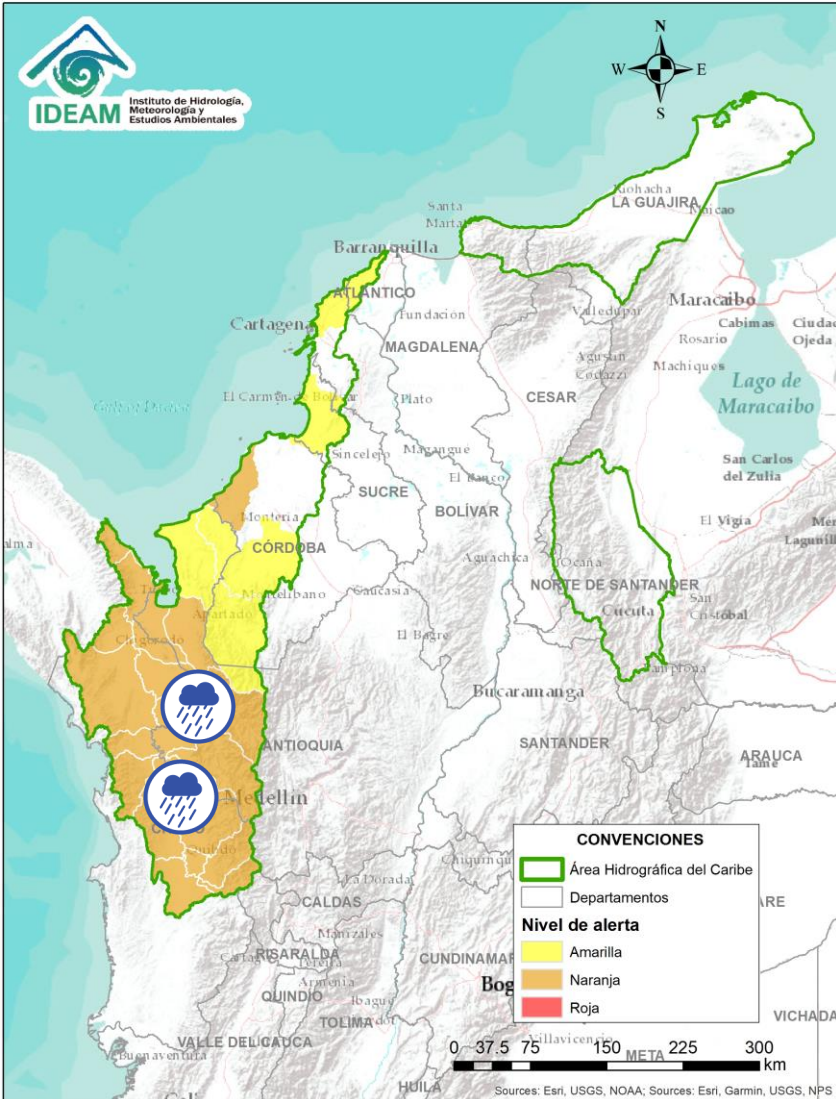 IDEAM
Instituto de Hidrología,
Meteorología y
Estudios Ambientales
N
W
E
S
Riohacha
LA GUAJIRA
Maicao
Santa
Marta
Barranquilla
ATLÁNTICO
Maracaibo
Cabimas
Ciudad
Ojeda
Cartagena
Fundación
Valledupar
Rosario
MAGDALENA
Agustín
Codazzi
Machiques
Lago de
Maracaibo
El Carmen de Bolívar
Plato
CESAR
Sincelejo
Magangué
San Carlos
del Zulia
SUCRE
El Banco
Montería
BOLÍVAR
El Vigía
CÓRDOBA
Aguachica
Ocaña
NORTE DE SANTANDER
Montelíbano
Caucasia
Apartadó
Cúcuta
San
Cristóbal
Chigorodó
El Bagre
Pamplona
Bucaramanga
ANTIOQUIA
SANTANDER
ARAUCA
Tame
Medellín
Quibdó
La Dorada
CALDAS
Manizales
RISARALDA
Pereira
CUNDINAMAR
Armenia
QUINDÍO
Ibagué
TOLIMA
Bog
VICHADA
VALLE DEL CAUCA
Villavicencio
Buenaventura
META
HUILA
CONVENCIONES
Área Hidrográfica del Caribe
Departamentos
Nivel de alerta
Amarilla
Naranja
Roja
0 37.5 75 150 225 300
km
Sources: Esri, USGS, NOAA; Sources: Esri, Garmin, USGS, NPS